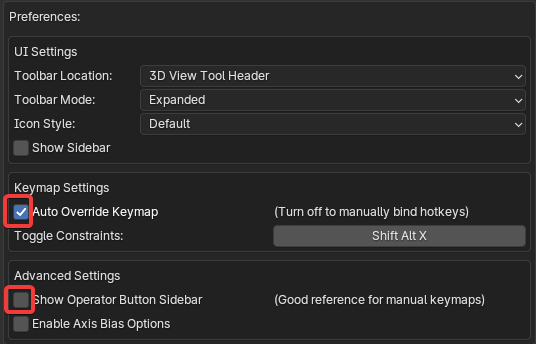 Preferences:
UI Settings
Toolbar Location: 3D View Tool Header
Toolbar Mode: Expanded
Icon Style: Default
Show Sidebar
Keymap Settings
Auto Override Keymap (Turn off to manually bind hotkeys)
Toggle Constraints: Shift Alt X
Advanced Settings
Show Operator Button Sidebar (Good reference for manual keymaps)
Enable Axis Bias Options